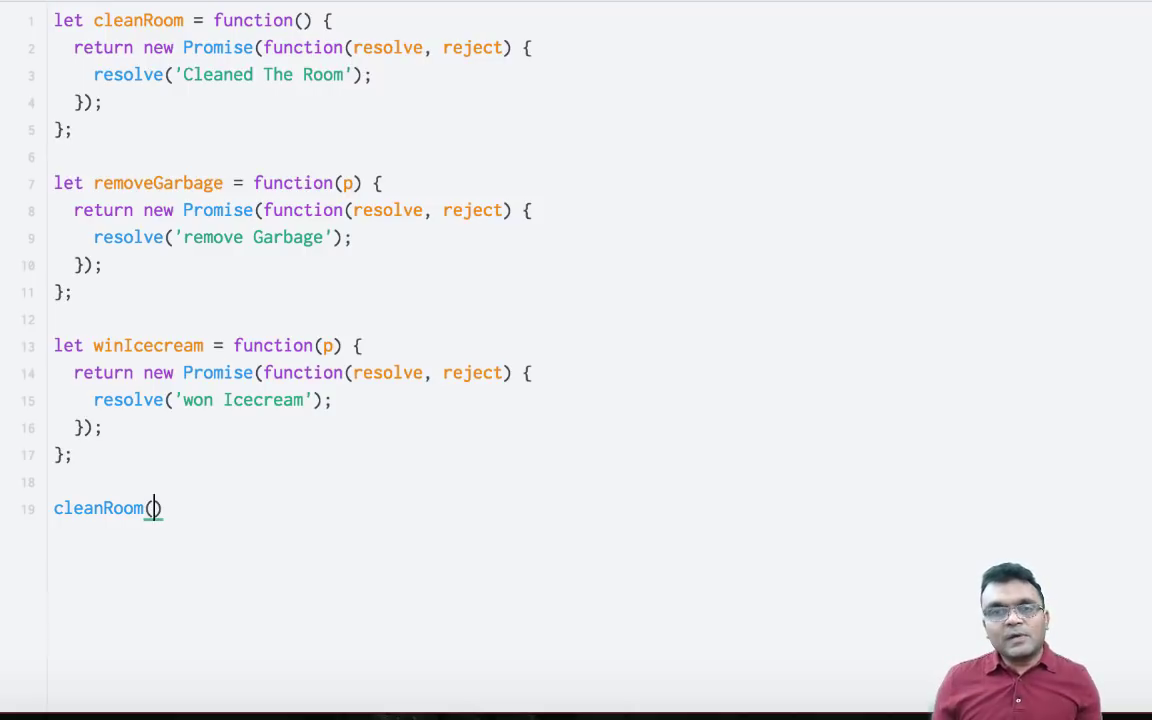 1 let cleanRoom = function() {
2 return new Promise(function(resolve, reject) {
3 resolve('Cleaned The Room');
4 });
5 };
6
7 let removeGarbage = function(p) {
8 return new Promise(function(resolve, reject) {
9 resolve('remove Garbage');
10 });
11 };
12
13 let winIcecream = function(p) {
14 return new Promise(function(resolve, reject) {
15 resolve('won Icecream');
16 });
17 };
18
19 cleanRoom()